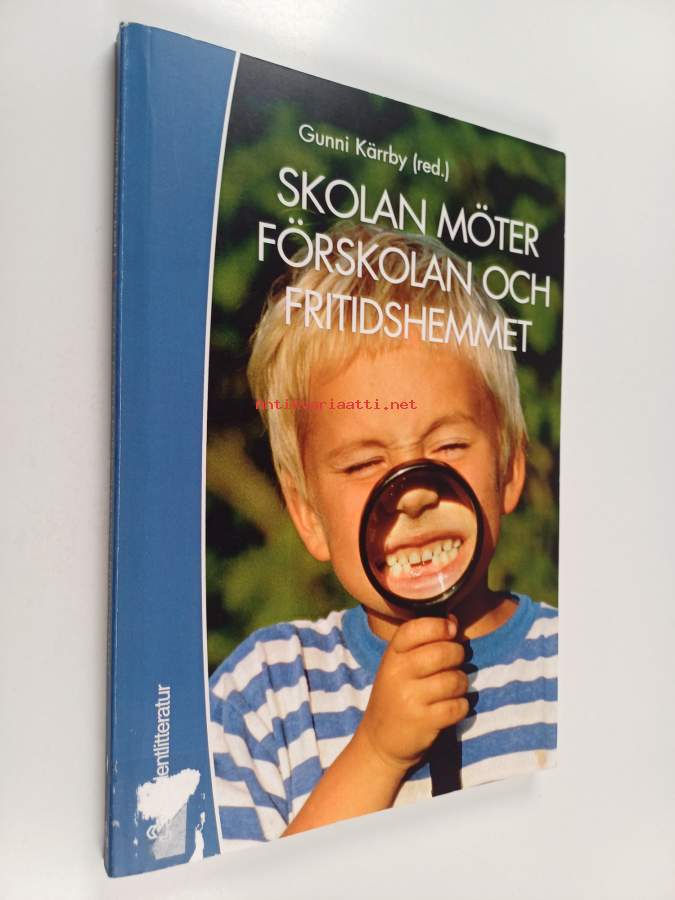 Gunni Kärrby (red.)
SKOLAN MÖTER
FÖRSKOLAN OCH
FRITIDSHEMMET
antikvariaatti.net
entlitteratur